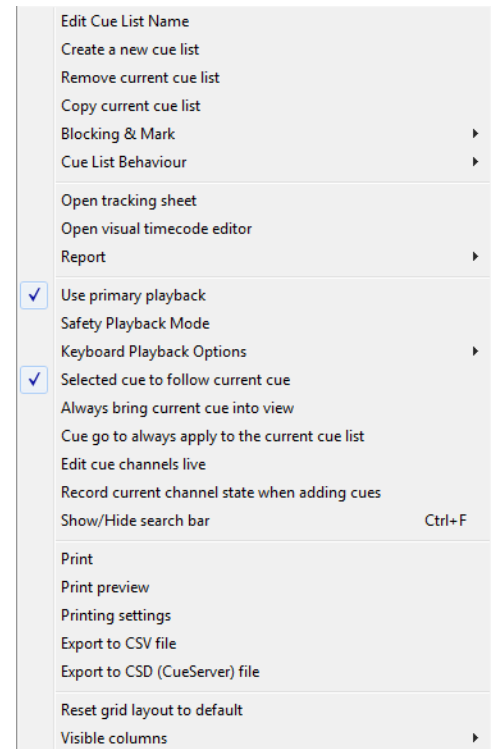 Edit Cue List Name
Create a new cue list
Remove current cue list
Copy current cue list
Blocking & Mark
Cue List Behaviour
Open tracking sheet
Open visual timecode editor
Report
Use primary playback
Safety Playback Mode
Keyboard Playback Options
Selected cue to follow current cue
Always bring current cue into view
Cue go to always apply to the current cue list
Edit cue channels live
Record current channel state when adding cues
Show/Hide search bar Ctrl+F
Print
Print preview
Printing settings
Export to CSV file
Export to CSD (CueServer) file
Reset grid layout to default
Visible columns